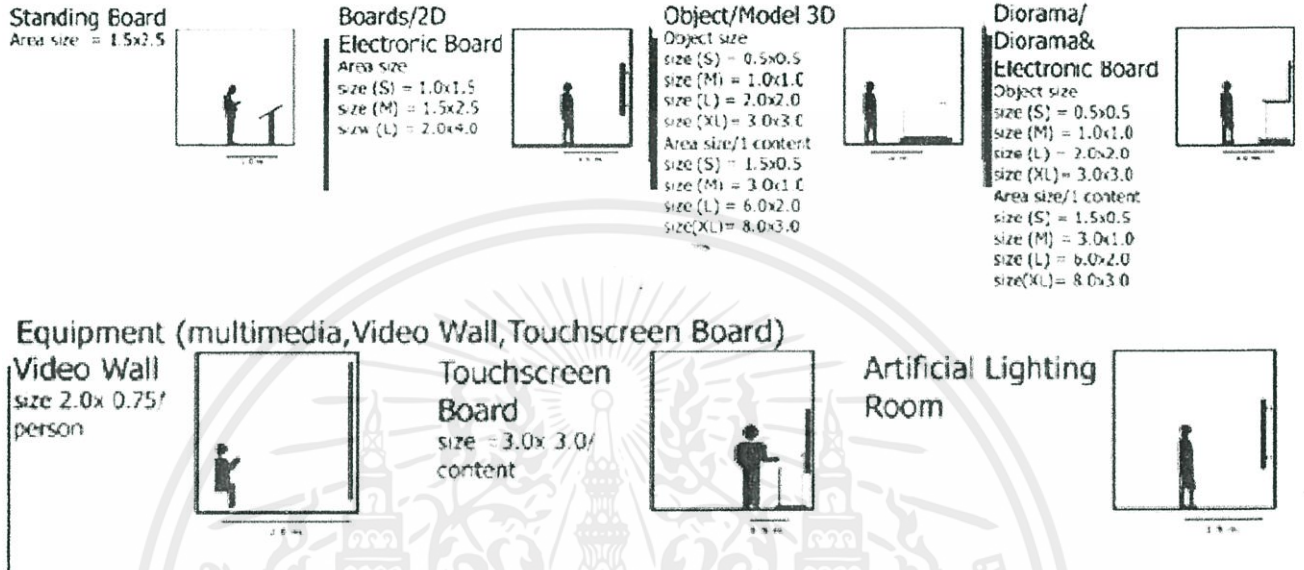 Standing Board
Area size = 1.5x2.5
Boards/2D
Electronic Board
Area size
size (S) = 1.0x1.5
size (M) = 1.5x2.5
sizw (L) = 2.0x4.0
Object/Model 3D
Object size
size (S) = 0.5x0.5
size (M) = 1.0x1.0
size (L) = 2.0x2.0
size (XL) = 3.0x3.0
Area size/1 content
size (S) = 1.5x0.5
size (M) = 3.0x1.0
size (L) = 6.0x2.0
size(XL)= 8.0x3.0
Diorama/
Diorama&
Electronic Board
Object size
size (S) = 0.5x0.5
size (M) = 1.0x1.0
size (L) = 2.0x2.0
size (XL)= 3.0x3.0
Area size/1 content
size (S) = 1.5x0.5
size (M) = 3.0x1.0
size (L) = 6.0x2.0
size(XL)= 8.0x3.0
Equipment (multimedia,Video Wall,Touchscreen Board)
Video Wall
size 2.0x 0.75/
person
Touchscreen
Board
size =3.0x 3.0/
content
Artificial Lighting
Room